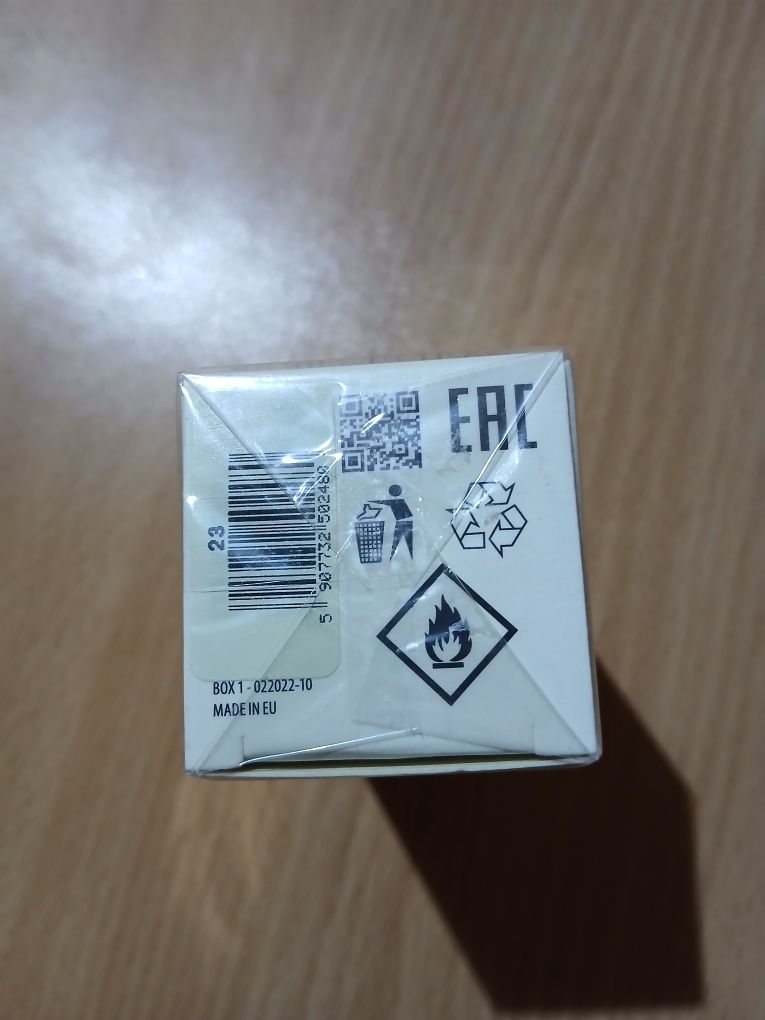 EAC
23
5 907732 502480
BOX 1 - 022022-10
MADE IN EU